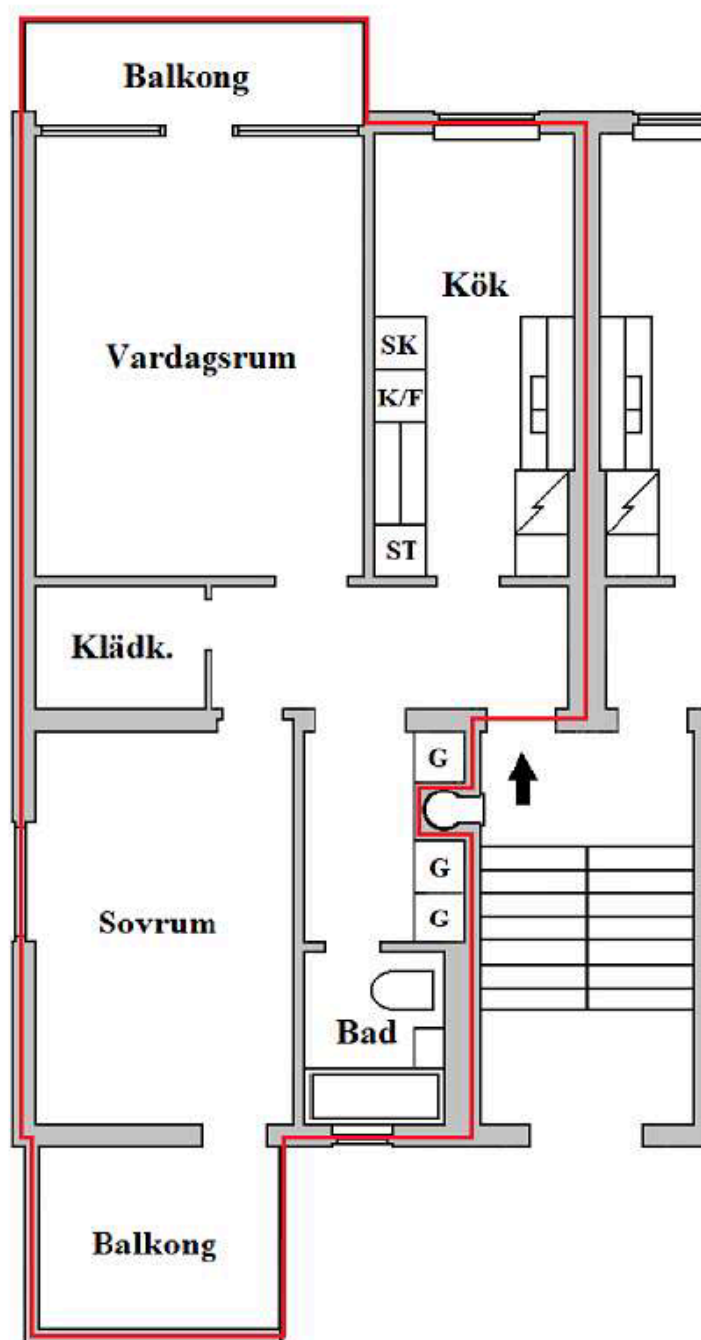 Balkong
Kök
Vardagsrum
SK
K/F
ST
Klädk.
G
G
G
Sovrum
Bad
Balkong